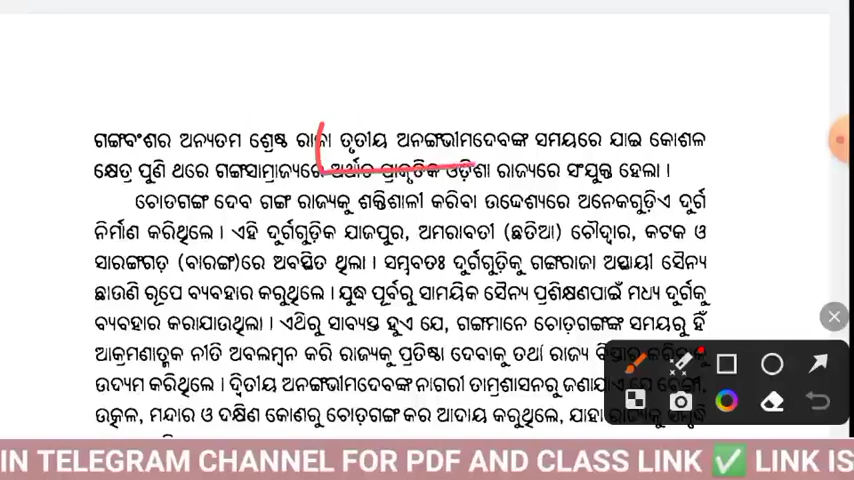 ଗଙ୍ଗବଂଶର ଅନ୍ୟତମ ଶ୍ରେଷ୍ଠ ରାଜା ତୃତୀୟ ଅନଙ୍ଗଭୀମଦେବଙ୍କ ସମୟରେ ଯାଇ କୋଶଳ
କ୍ଷେତ୍ର ପୁଣି ଥରେ ଗଙ୍ଗସାମ୍ରାଜ୍ୟରେ ଅର୍ଥାତ ପ୍ରାକୃତିକ ଓଡ଼ିଶା ରାଜ୍ୟରେ ସଂଯୁକ୍ତ ହେଲା ।
ଚୋଡଗଙ୍ଗ ଦେବ ଗଙ୍ଗ ରାଜ୍ୟକୁ ଶକ୍ତିଶାଳୀ କରିବା ଉଦ୍ଦେଶ୍ୟରେ ଅନେକଗୁଡ଼ିଏ ଦୁର୍ଗ
ନିର୍ମାଣ କରିଥିଲେ । ଏହି ଦୁର୍ଗଗୁଡ଼ିକ ଯାଜପୁର, ଅମରାବତୀ (ଛତିଆ) ଚୌଦ୍ୱାର, କଟକ ଓ
ସାରଙ୍ଗଗଡ଼ (ବାରଙ୍ଗ)ରେ ଅବସ୍ଥିତ ଥିଲା । ସମ୍ଭବତଃ ଦୁର୍ଗଗୁଡ଼ିକୁ ଗଙ୍ଗରାଜା ଅସ୍ଥାୟୀ ସୈନ୍ୟ
ଛାଉଣି ରୂପେ ବ୍ୟବହାର କରୁଥିଲେ । ଯୁଦ୍ଧ ପୂର୍ବରୁ ସାମୟିକ ସୈନ୍ୟ ପ୍ରଶିକ୍ଷଣପାଇଁ ମଧ୍ୟ ଦୁର୍ଗକୁ
ବ୍ୟବହାର କରାଯାଉଥିଲା । ଏଥିରୁ ସାବ୍ୟସ୍ତ ହୁଏ ଯେ, ଗଙ୍ଗମାନେ ଚୋଡ଼ଗଙ୍ଗଙ୍କ ସମୟରୁ ହିଁ
ଆକ୍ରମଣାତ୍ମକ ନୀତି ଅବଲମ୍ବନ କରି ରାଜ୍ୟକୁ ପ୍ରତିଷ୍ଠା ଦେବାକୁ ତଥା ରାଜ୍ୟ ବିସ୍ତାର କରିବାକୁ
ଉଦ୍ୟମ କରିଥିଲେ । ଦ୍ୱିତୀୟ ଅନଙ୍ଗଭୀମଦେବଙ୍କ ନାଗରୀ ତାମ୍ରଶାସନରୁ ଜଣାଯାଏ ଯେ ବେଙ୍ଗୀ,
ଉତ୍କଳ, ମନ୍ଦାର ଓ ଦକ୍ଷିଣ କୋଣରୁ ଚୋଡ଼ଗଙ୍ଗ କର ଆଦାୟ କରୁଥିଲେ, ଯାହା ରାଜ୍ୟକୁ ସମୃଦ୍ଧି
IN TELEGRAM CHANNEL FOR PDF AND CLASS LINK ✅ LINK IS